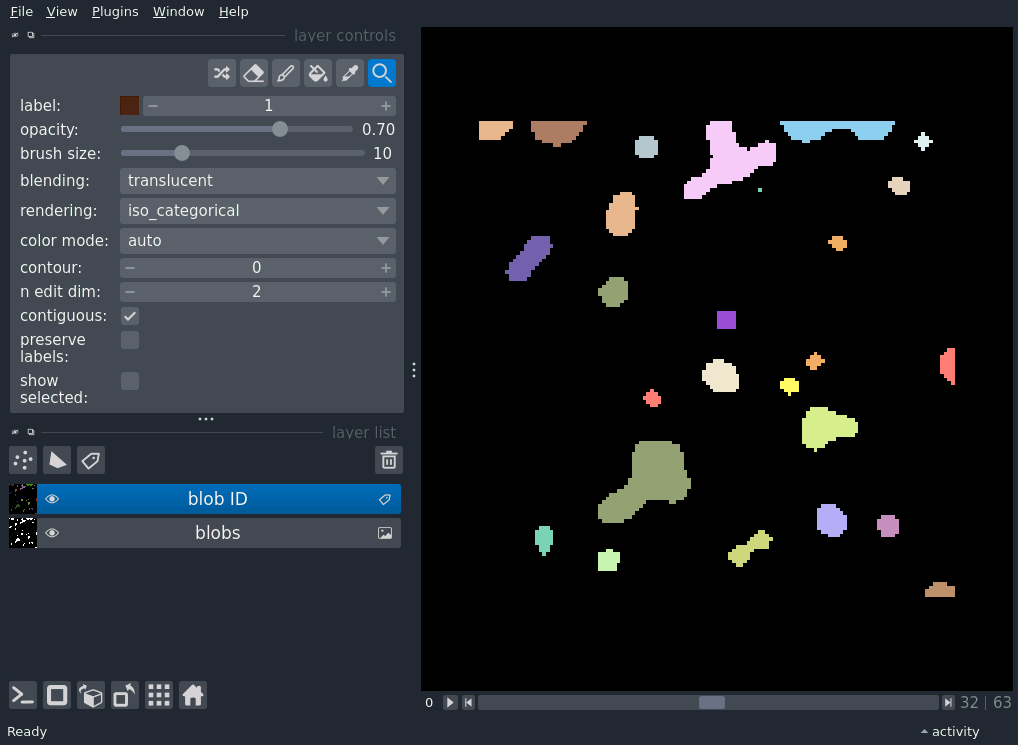 File View Plugins Window Help
layer controls
label: 1
opacity: 0.70
brush size: 10
blending: translucent
rendering: iso_categorical
color mode: auto
contour: 0
n edit dim: 2
contiguous:
preserve
labels:
show
selected:
layer list
blob ID
blobs
0 32 | 63
Ready activity